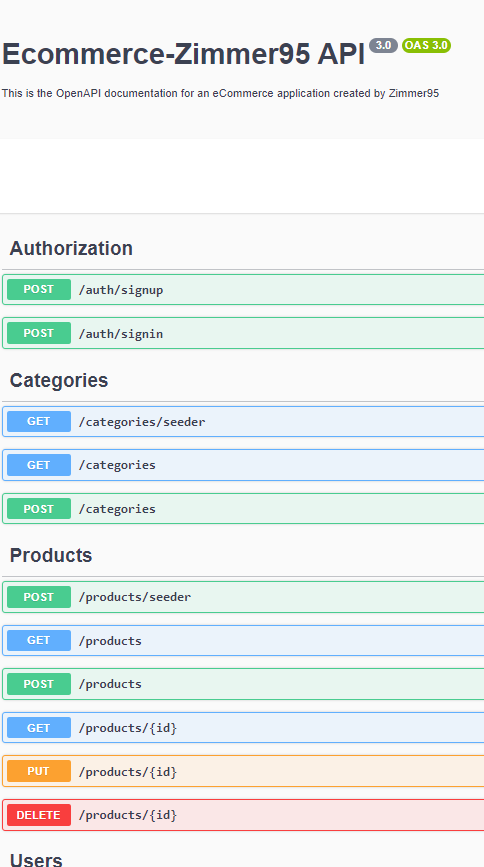 Ecommerce-Zimmer95 API 3.0 OAS 3.0
This is the OpenAPI documentation for an eCommerce application created by Zimmer95
Authorization
POST /auth/signup
POST /auth/signin
Categories
GET /categories/seeder
GET /categories
POST /categories
Products
POST /products/seeder
GET /products
POST /products
GET /products/{id}
PUT /products/{id}
DELETE /products/{id}
Users